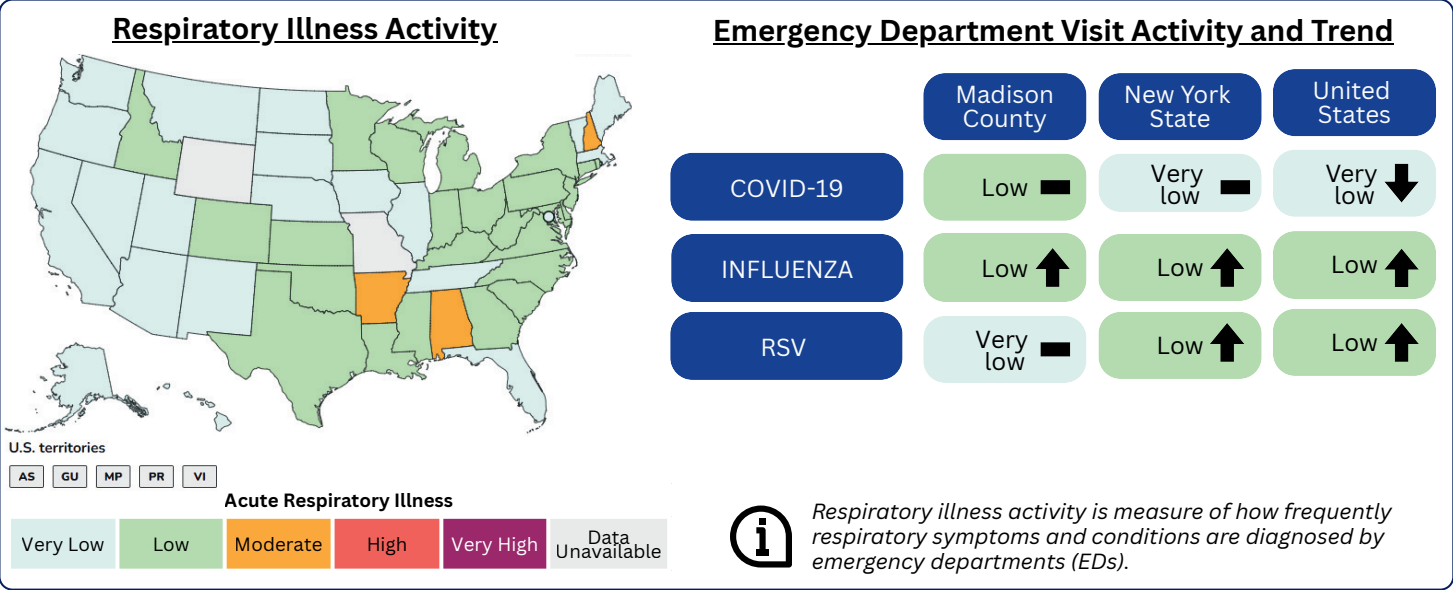 Respiratory Illness Activity
U.S. territories
AS GU MP PR VI
Acute Respiratory Illness
Very Low
Low
Moderate
High
Very High
Data
Unavailable
Emergency Department Visit Activity and Trend
Madison
County
New York
State
United
States
COVID-19
Low
Very
low
Very
low
INFLUENZA
Low
Low
Low
RSV
Very
low
Low
Low
i
Respiratory illness activity is measure of how frequently
respiratory symptoms and conditions are diagnosed by
emergency departments (EDs).